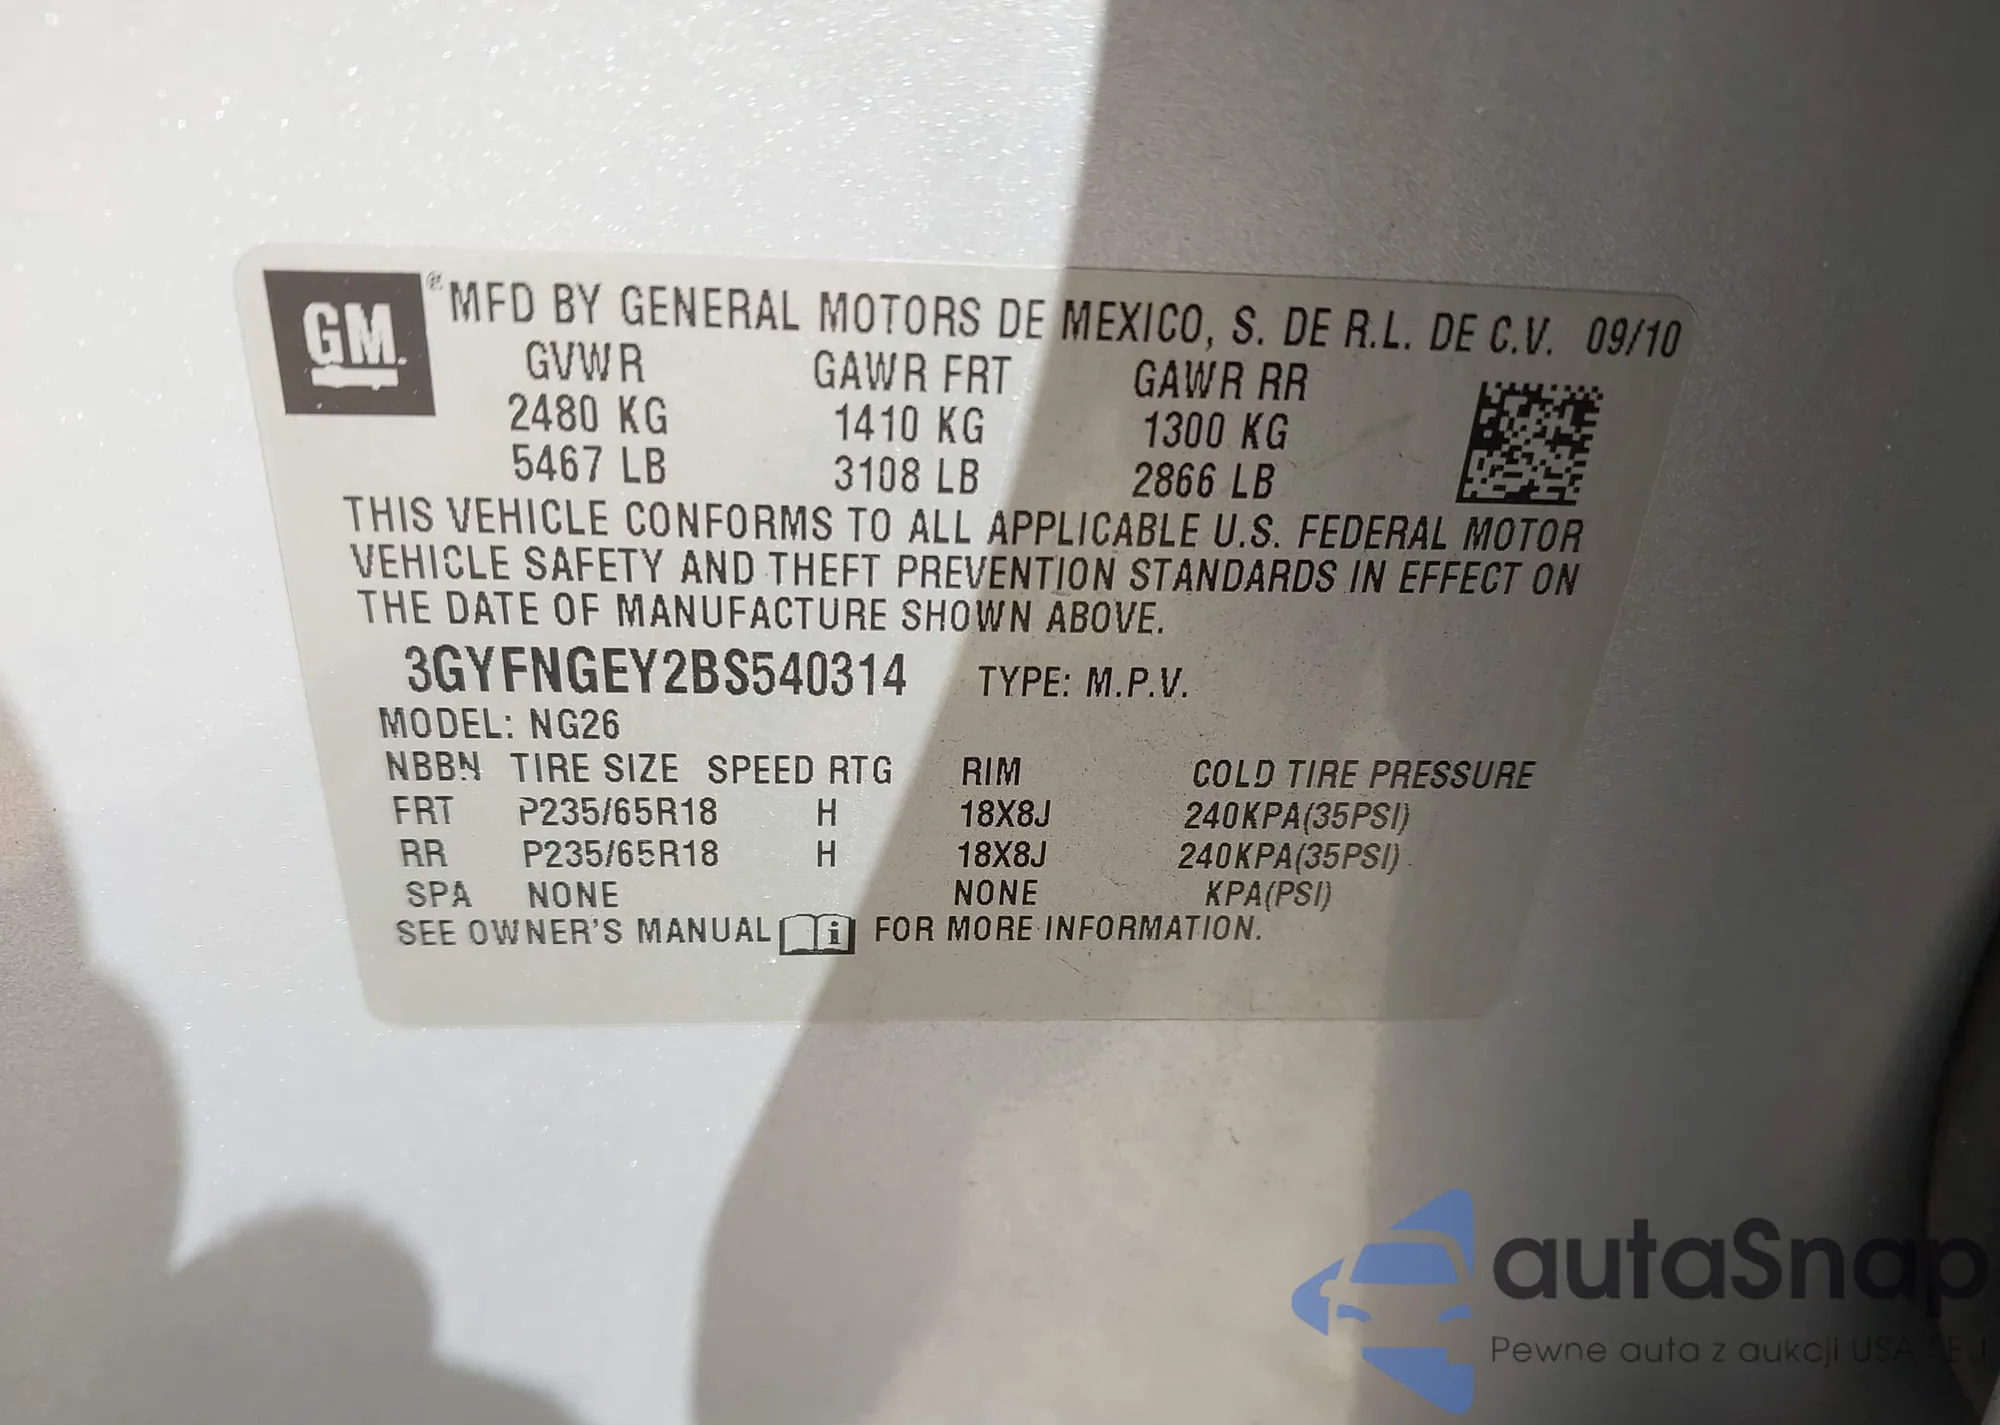 GM. ® MFD BY GENERAL MOTORS DE MEXICO, S. DE R.L. DE C.V. 09/10
GVWR GAWR FRT GAWR RR
2480 KG 1410 KG 1300 KG
5467 LB 3108 LB 2866 LB
THIS VEHICLE CONFORMS TO ALL APPLICABLE U.S. FEDERAL MOTOR
VEHICLE SAFETY AND THEFT PREVENTION STANDARDS IN EFFECT ON
THE DATE OF MANUFACTURE SHOWN ABOVE.
3GYFNGEY2BS540314 TYPE: M.P.V.
MODEL: NG26
NBBN TIRE SIZE SPEED RTG RIM COLD TIRE PRESSURE
FRT P235/65R18 H 18X8J 240KPA(35PSI)
RR P235/65R18 H 18X8J 240KPA(35PSI)
SPA NONE NONE KPA(PSI)
SEE OWNER'S MANUAL i FOR MORE INFORMATION.
autaSnap
Pewne auta z aukcji USA